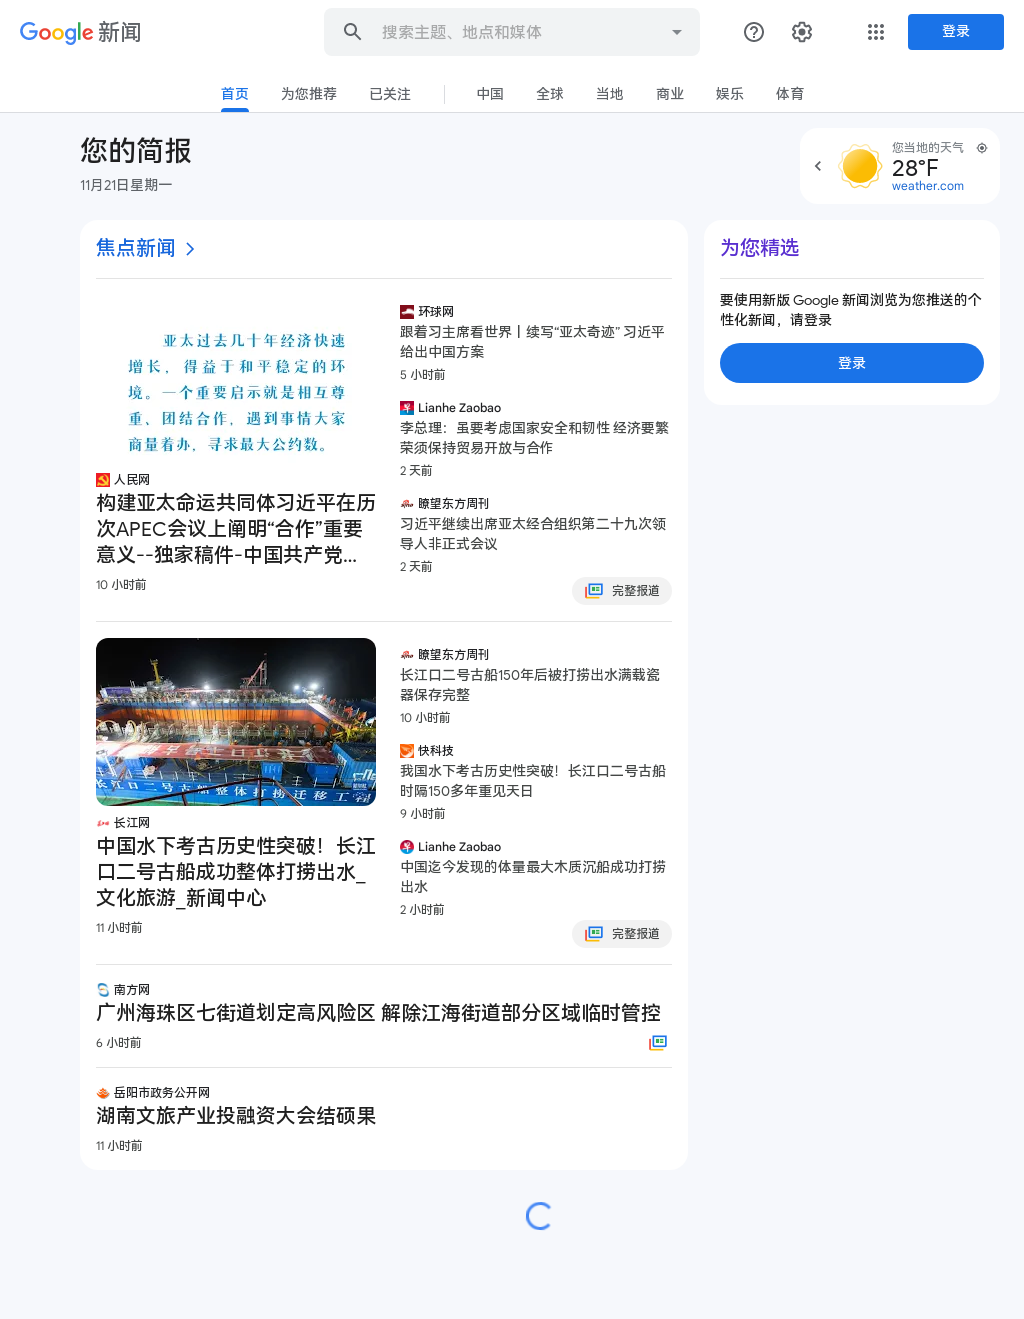 Google 新闻
搜索主题、地点和媒体
登录
首页
为您推荐
已关注
中国
全球
当地
商业
娱乐
体育
您的简报
11月21日星期一
您当地的天气
28°F
weather.com
焦点新闻
亚太过去几十年经济快速
增长，得益于和平稳定的环
境。一个重要启示就是相互尊
重、团结合作，遇到事情大家
商量着办，寻求最大公约数。
人民网
构建亚太命运共同体习近平在历
次APEC会议上阐明“合作”重要
意义--独家稿件-中国共产党...
10 小时前
环球网
跟着习主席看世界丨续写“亚太奇迹” 习近平
给出中国方案
5 小时前
Lianhe Zaobao
李总理：虽要考虑国家安全和韧性 经济要繁
荣须保持贸易开放与合作
2 天前
瞭望东方周刊
习近平继续出席亚太经合组织第二十九次领
导人非正式会议
2 天前
完整报道
长江口二号古船整体打捞迁移工程
长江网
中国水下考古历史性突破！长江
口二号古船成功整体打捞出水_
文化旅游_新闻中心
11 小时前
瞭望东方周刊
长江口二号古船150年后被打捞出水满载瓷
器保存完整
10 小时前
快科技
我国水下考古历史性突破！长江口二号古船
时隔150多年重见天日
9 小时前
Lianhe Zaobao
中国迄今发现的体量最大木质沉船成功打捞
出水
2 小时前
完整报道
南方网
广州海珠区七街道划定高风险区 解除江海街道部分区域临时管控
6 小时前
岳阳市政务公开网
湖南文旅产业投融资大会结硕果
11 小时前
为您精选
要使用新版 Google 新闻浏览为您推送的个
性化新闻，请登录
登录